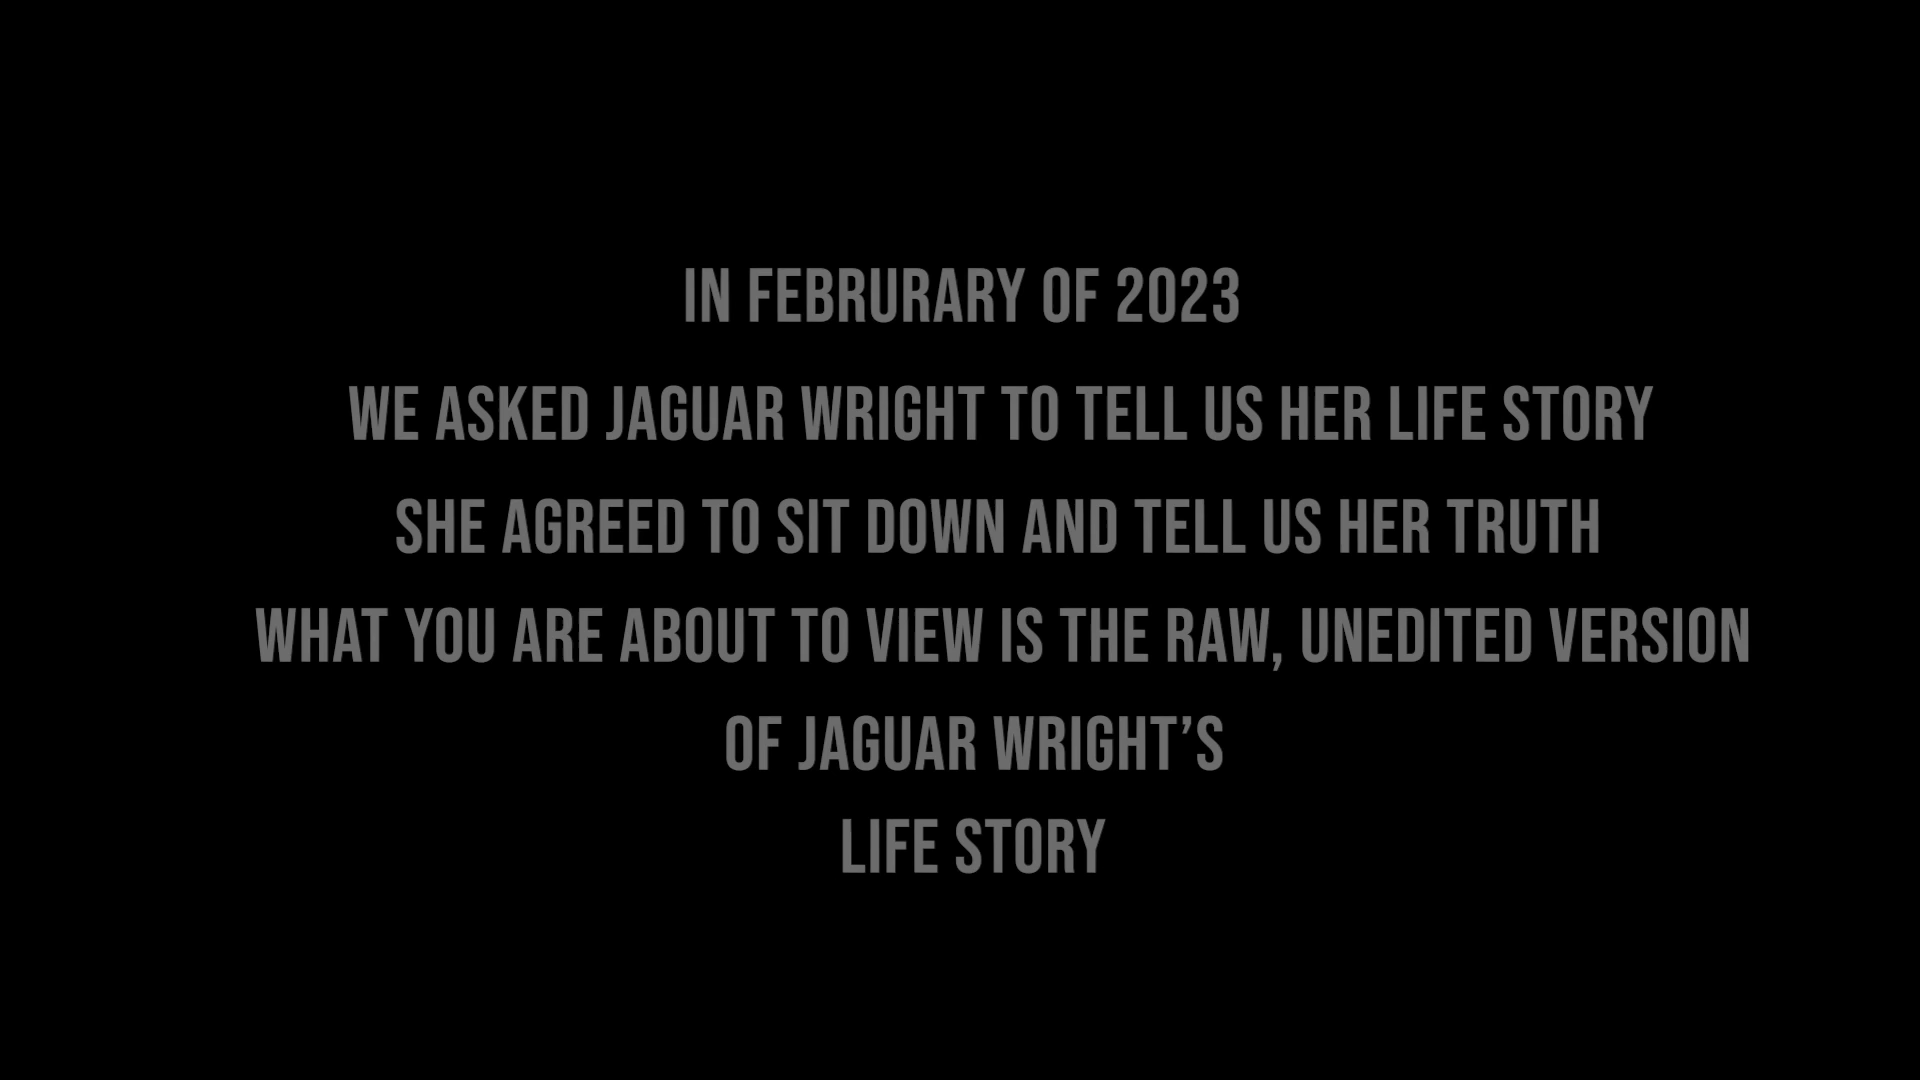 IN FEBRURARY OF 2023
WE ASKED JAGUAR WRIGHT TO TELL US HER LIFE STORY
SHE AGREED TO SIT DOWN AND TELL US HER TRUTH
WHAT YOU ARE ABOUT TO VIEW IS THE RAW, UNEDITED VERSION
OF JAGUAR WRIGHT’S
LIFE STORY